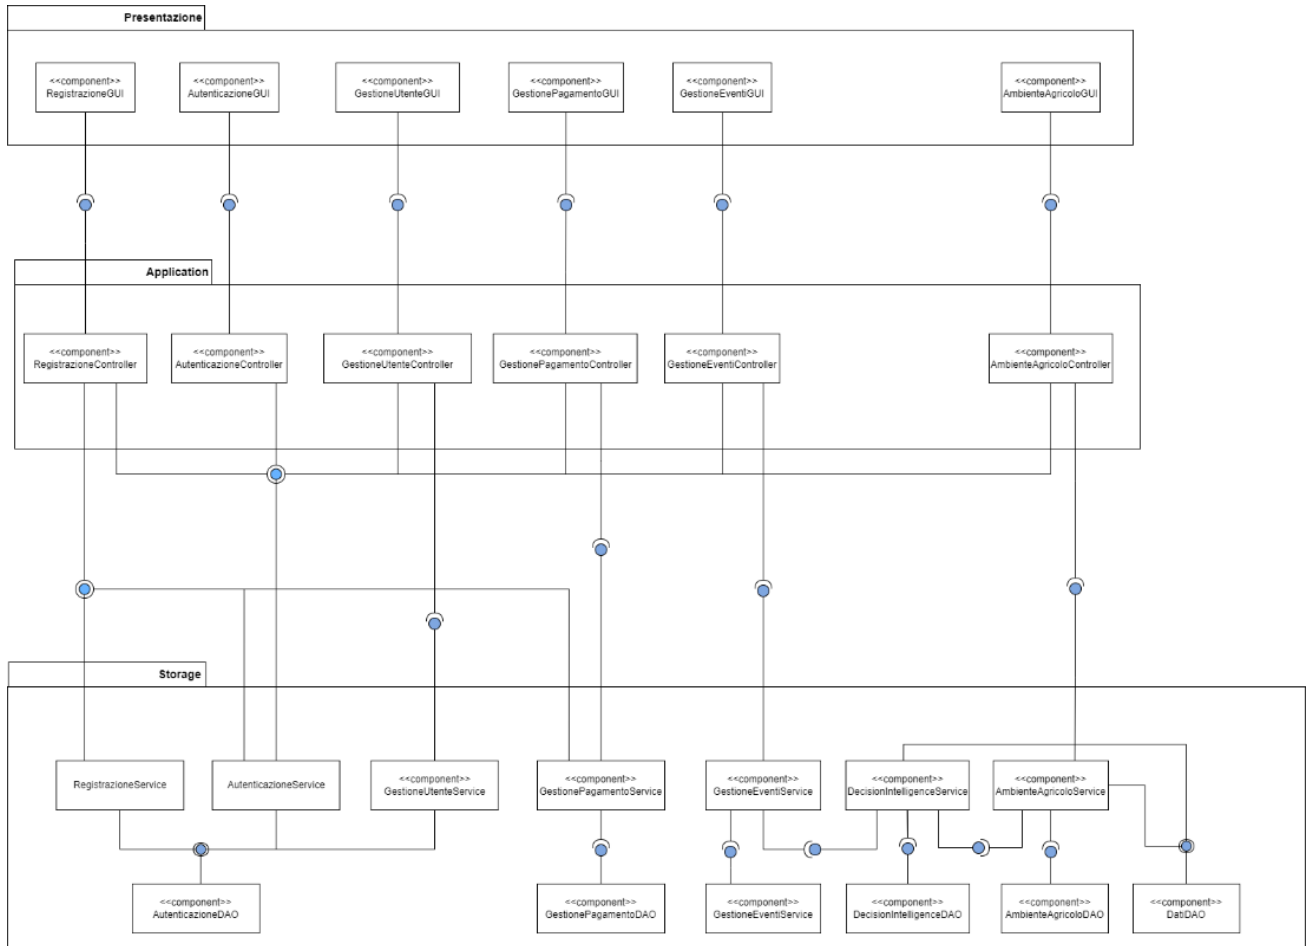 Presentazione
<<component>>
RegistrazioneGUI
<<component>>
AutenticazioneGUI
<<component>>
GestioneUtenteGUI
<<component>>
GestionePagamentoGUI
<<component>>
GestioneEventiGUI
<<component>>
AmbienteAgricoloGUI
Application
<<component>>
RegistrazioneController
<<component>>
AutenticazioneController
<<component>>
GestioneUtenteController
<<component>>
GestionePagamentoController
<<component>>
GestioneEventiController
<<component>>
AmbienteAgricoloController
Storage
RegistrazioneService
AutenticazioneService
<<component>>
GestioneUtenteService
<<component>>
GestionePagamentoService
<<component>>
GestioneEventiService
<<component>>
DecisionIntelligenceService
<<component>>
AmbienteAgricoloService
<<component>>
AutenticazioneDAO
<<component>>
GestionePagamentoDAO
<<component>>
GestioneEventiService
<<component>>
DecisionIntelligenceDAO
<<component>>
AmbienteAgricoloDAO
<<component>>
DatiDAO